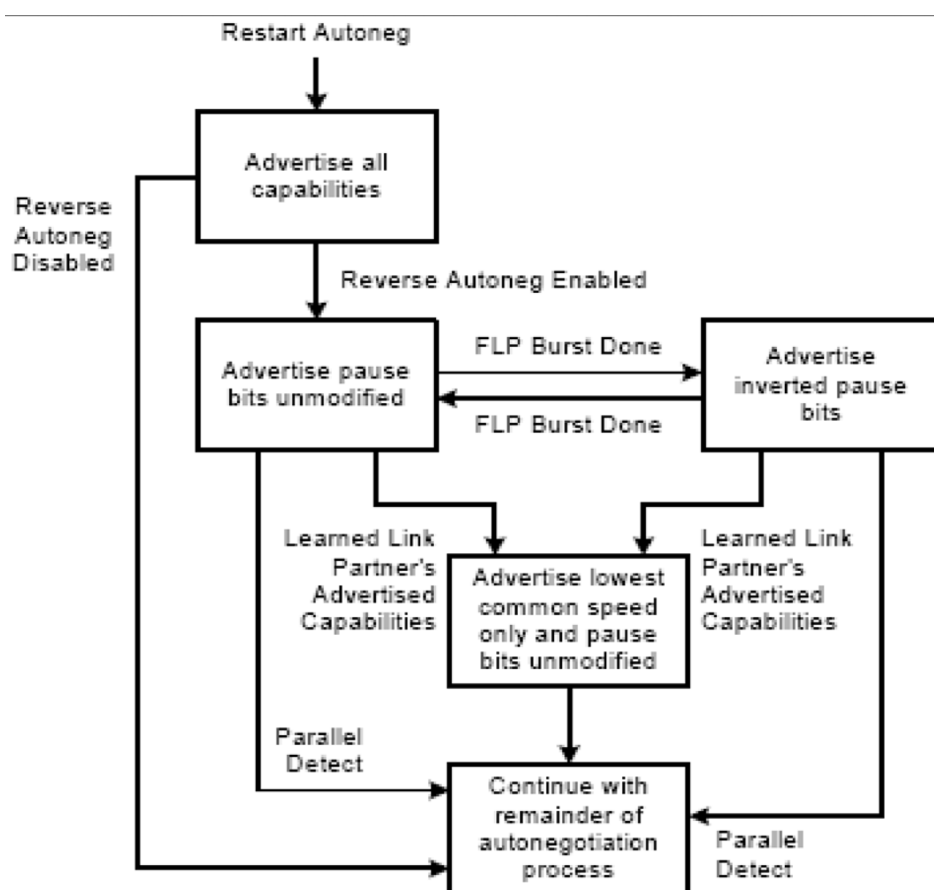 Restart Autoneg
Advertise all
capabilities
Reverse
Autoneg
Disabled
Reverse Autoneg Enabled
Advertise pause
bits unmodified
FLP Burst Done
FLP Burst Done
Advertise
inverted pause
bits
Learned Link
Partner's
Advertised
Capabilities
Advertise lowest
common speed
only and pause
bits unmodified
Learned Link
Partner's
Advertised
Capabilities
Parallel
Detect
Continue with
remainder of
autonegotiation
process
Parallel
Detect